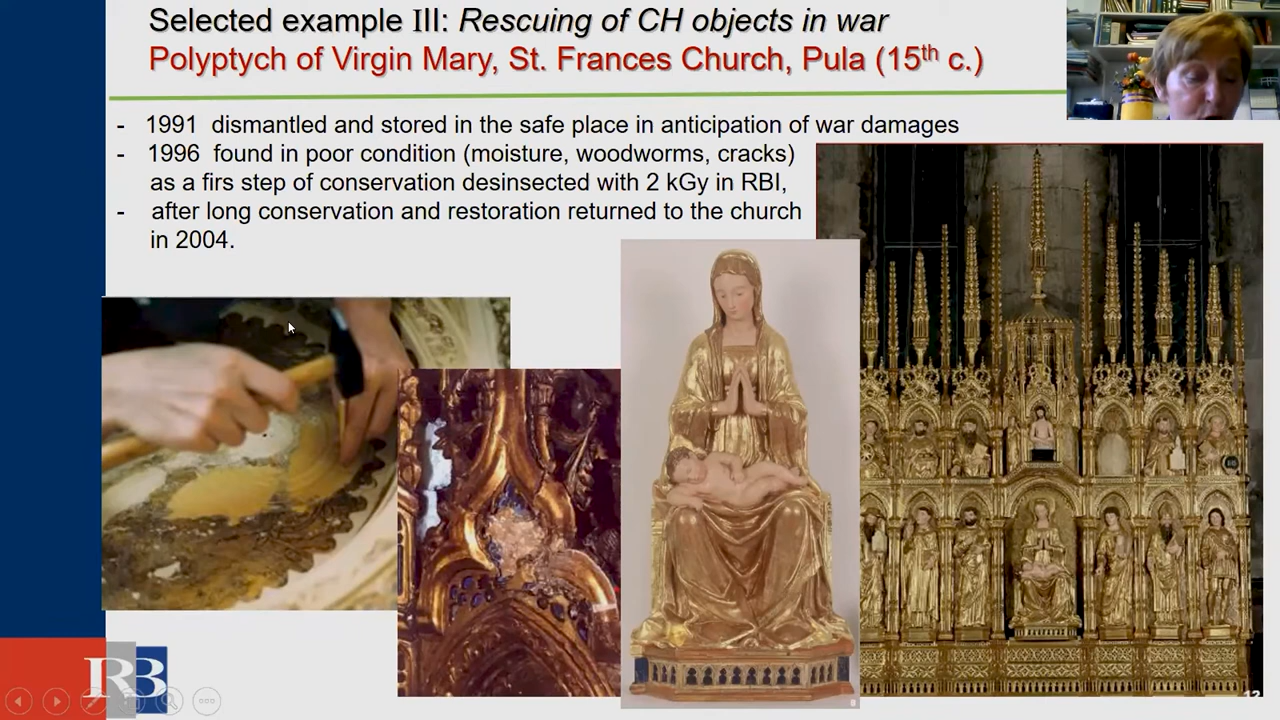 Selected example III: Rescuing of CH objects in war
Polyptych of Virgin Mary, St. Frances Church, Pula (15th c.)
- 1991 dismantled and stored in the safe place in anticipation of war damages
- 1996 found in poor condition (moisture, woodworms, cracks)
as a firs step of conservation desinsected with 2 kGy in RBI,
- after long conservation and restoration returned to the church
in 2004.
RB
12